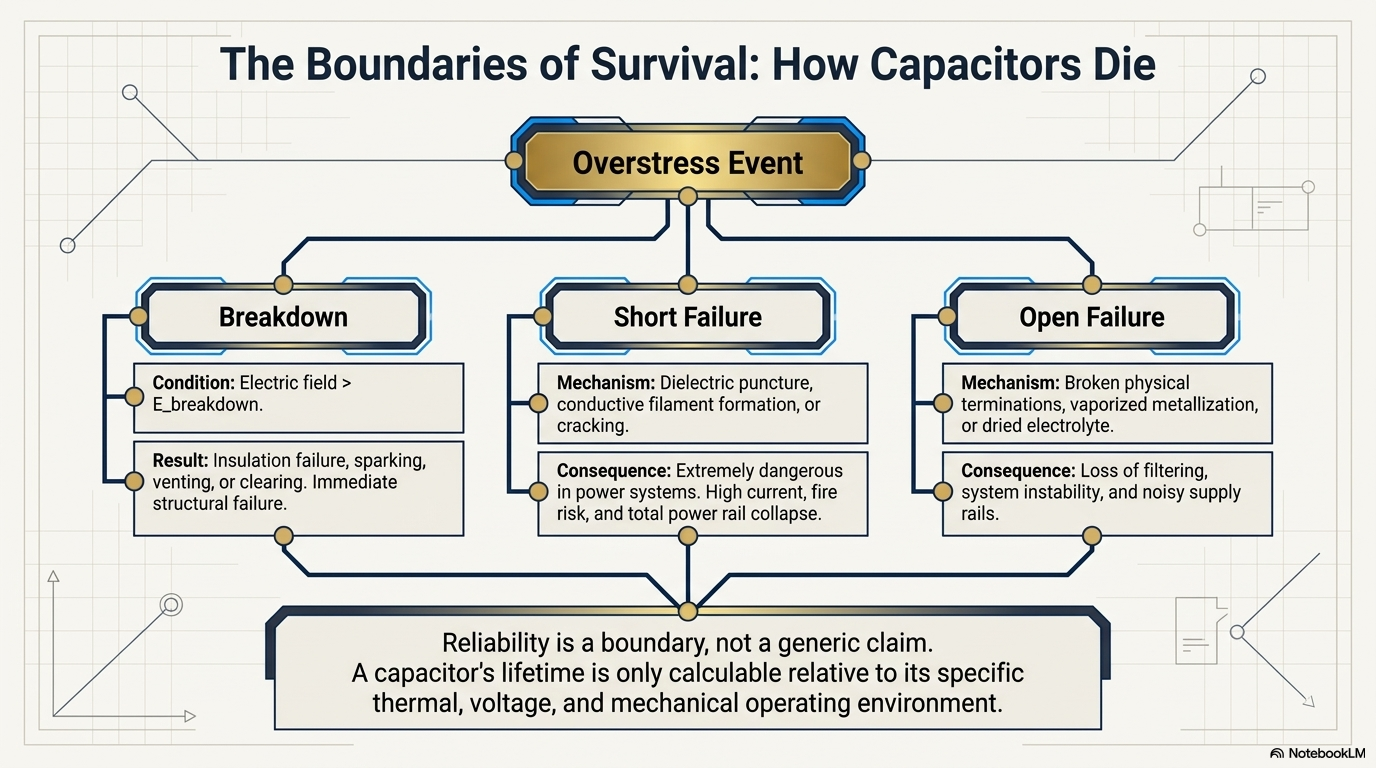 The Boundaries of Survival: How Capacitors Die
Overstress Event
Breakdown
Condition: Electric field >
E_breakdown.
Result: Insulation failure, sparking,
venting, or clearing. Immediate
structural failure.
Short Failure
Mechanism: Dielectric puncture,
conductive filament formation, or
cracking.
Consequence: Extremely dangerous
in power systems. High current, fire
risk, and total power rail collapse.
Open Failure
Mechanism: Broken physical
terminations, vaporized metallization,
or dried electrolyte.
Consequence: Loss of filtering,
system instability, and noisy supply
rails.
Reliability is a boundary, not a generic claim.
A capacitor's lifetime is only calculable relative to its specific
thermal, voltage, and mechanical operating environment.
NotebookLM